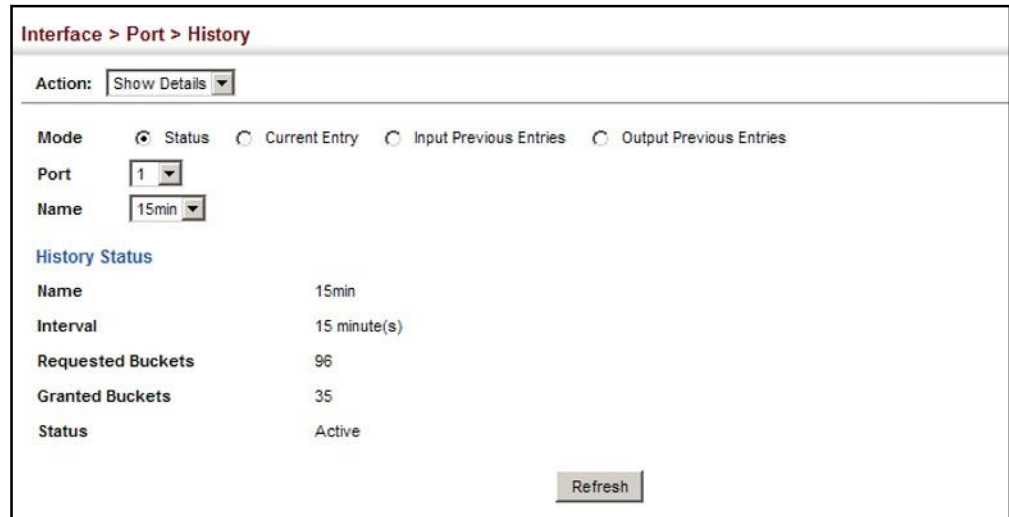 Interface > Port > History
Action: Show Details
Mode Status Current Entry Input Previous Entries Output Previous Entries
Port 1
Name 15min
History Status
Name 15min
Interval 15 minute(s)
Requested Buckets 96
Granted Buckets 35
Status Active
Refresh